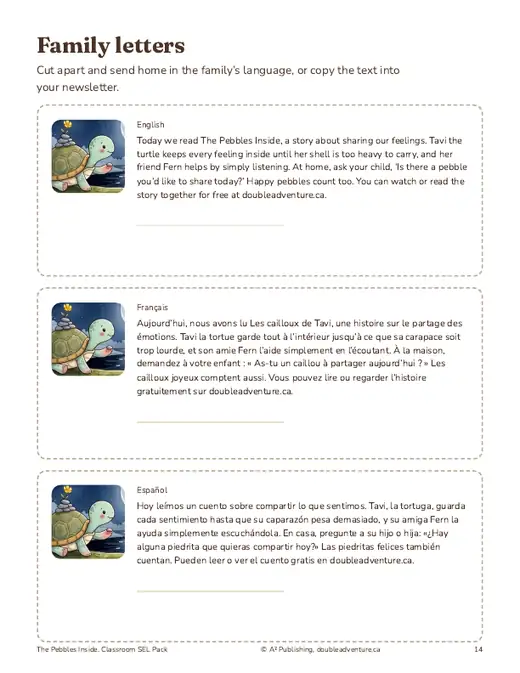 Family letters
Cut apart and send home in the family's language, or copy the text into
your newsletter.
English
Today we read The Pebbles Inside, a story about sharing our feelings. Tavi the
turtle keeps every feeling inside until her shell is too heavy to carry, and her
friend Fern helps by simply listening. At home, ask your child, 'Is there a pebble
you'd like to share today?' Happy pebbles count too. You can watch or read the
story together for free at doubleadventure.ca.
Français
Aujourd'hui, nous avons lu Les cailloux de Tavi, une histoire sur le partage des
émotions. Tavi la tortue garde tout à l'intérieur jusqu'à ce que sa carapace soit
trop lourde, et son amie Fern l'aide simplement en l'écoutant. À la maison,
demandez à votre enfant : « As-tu un caillou à partager aujourd'hui ? » Les
cailloux joyeux comptent aussi. Vous pouvez lire ou regarder l'histoire
gratuitement sur doubleadventure.ca.
Español
Hoy leímos un cuento sobre compartir lo que sentimos. Tavi, la tortuga, guarda
cada sentimiento hasta que su caparazón pesa demasiado, y su amiga Fern la
ayuda simplemente escuchándola. En casa, pregunte a su hijo o hija: «¿Hay
alguna piedrita que quieras compartir hoy?» Las piedritas felices también
cuentan. Pueden leer o ver el cuento gratis en doubleadventure.ca.
The Pebbles Inside. Classroom SEL Pack
© A² Publishing, doubleadventure.ca
14